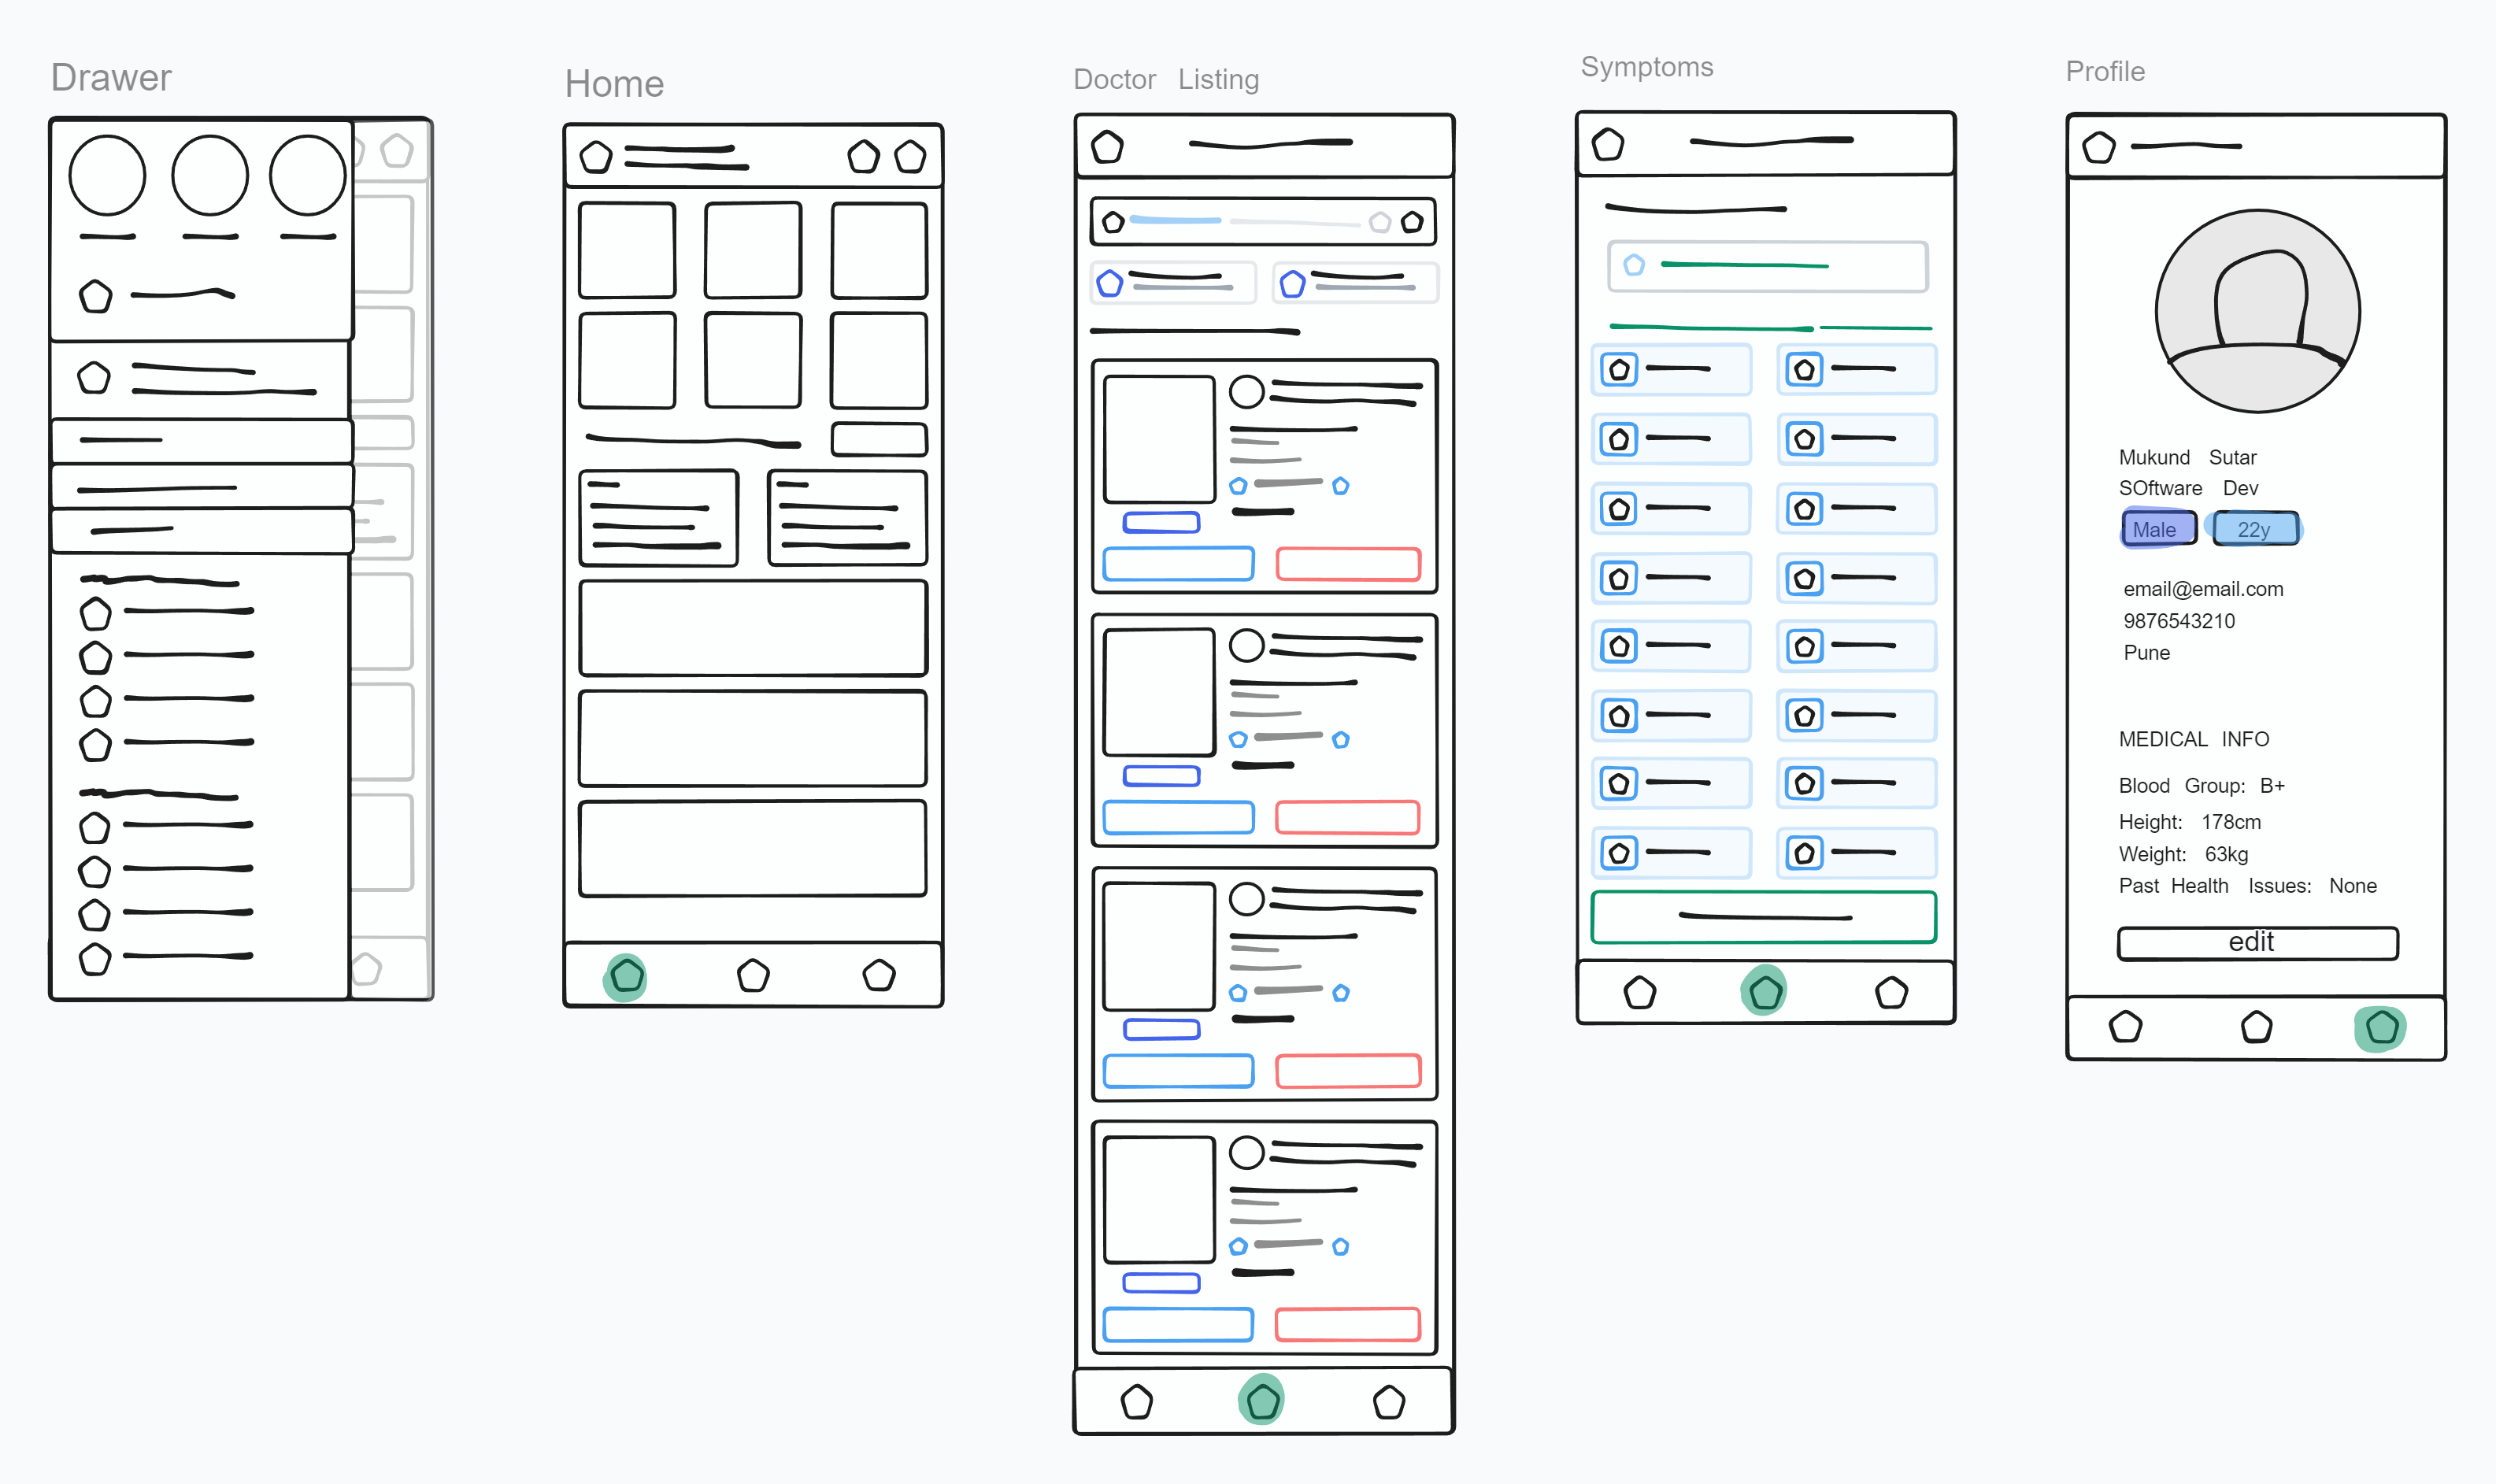 Drawer
Home
Doctor Listing
Symptoms
Profile
Mukund Sutar
SOftware Dev
Male 22y
email@email.com
9876543210
Pune
MEDICAL INFO
Blood Group: B+
Height: 178cm
Weight: 63kg
Past Health Issues: None
edit